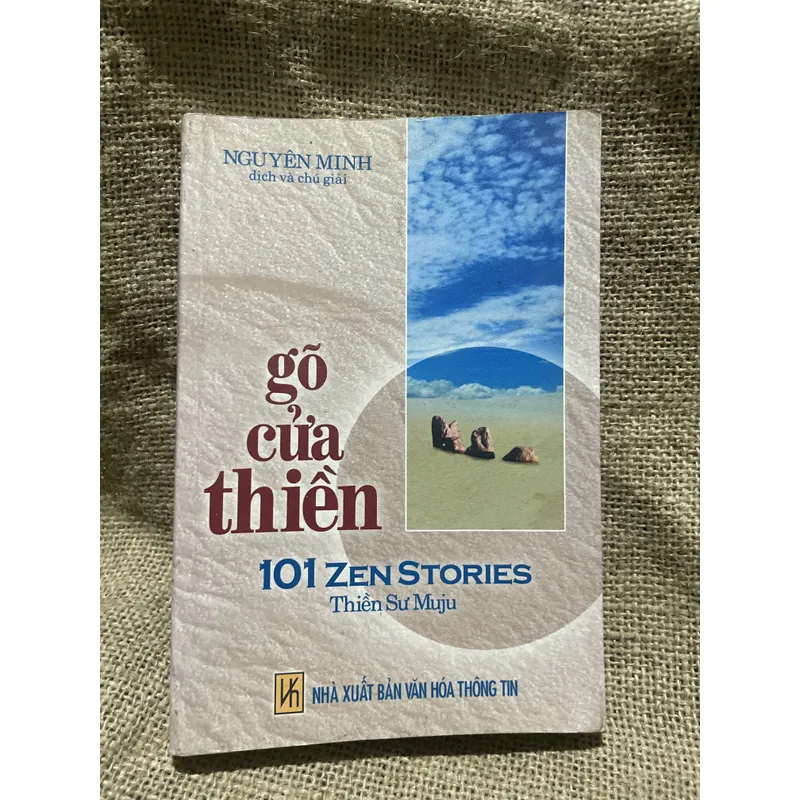 NGUYÊN MINH
dịch và chú giải
gõ
cửa
thiền
101 ZEN STORIES
Thiền Sư Muju
NHÀ XUẤT BẢN VĂN HÓA THÔNG TIN